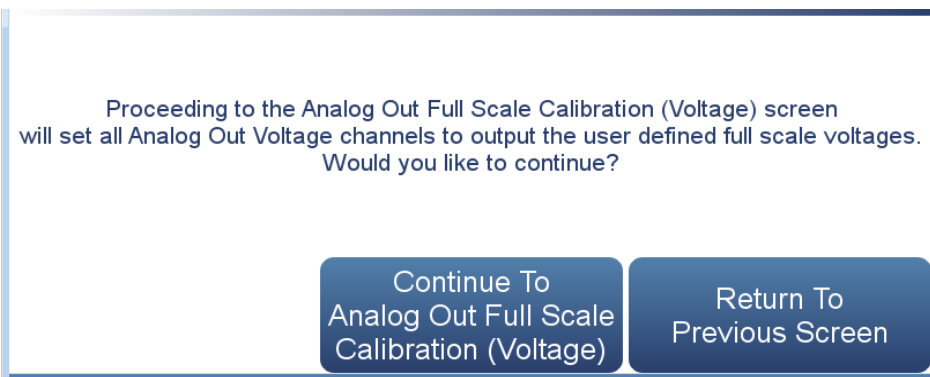 Proceeding to the Analog Out Full Scale Calibration (Voltage) screen
will set all Analog Out Voltage channels to output the user defined full scale voltages.
Would you like to continue?
Continue To
Analog Out Full Scale
Calibration (Voltage)
Return To
Previous Screen